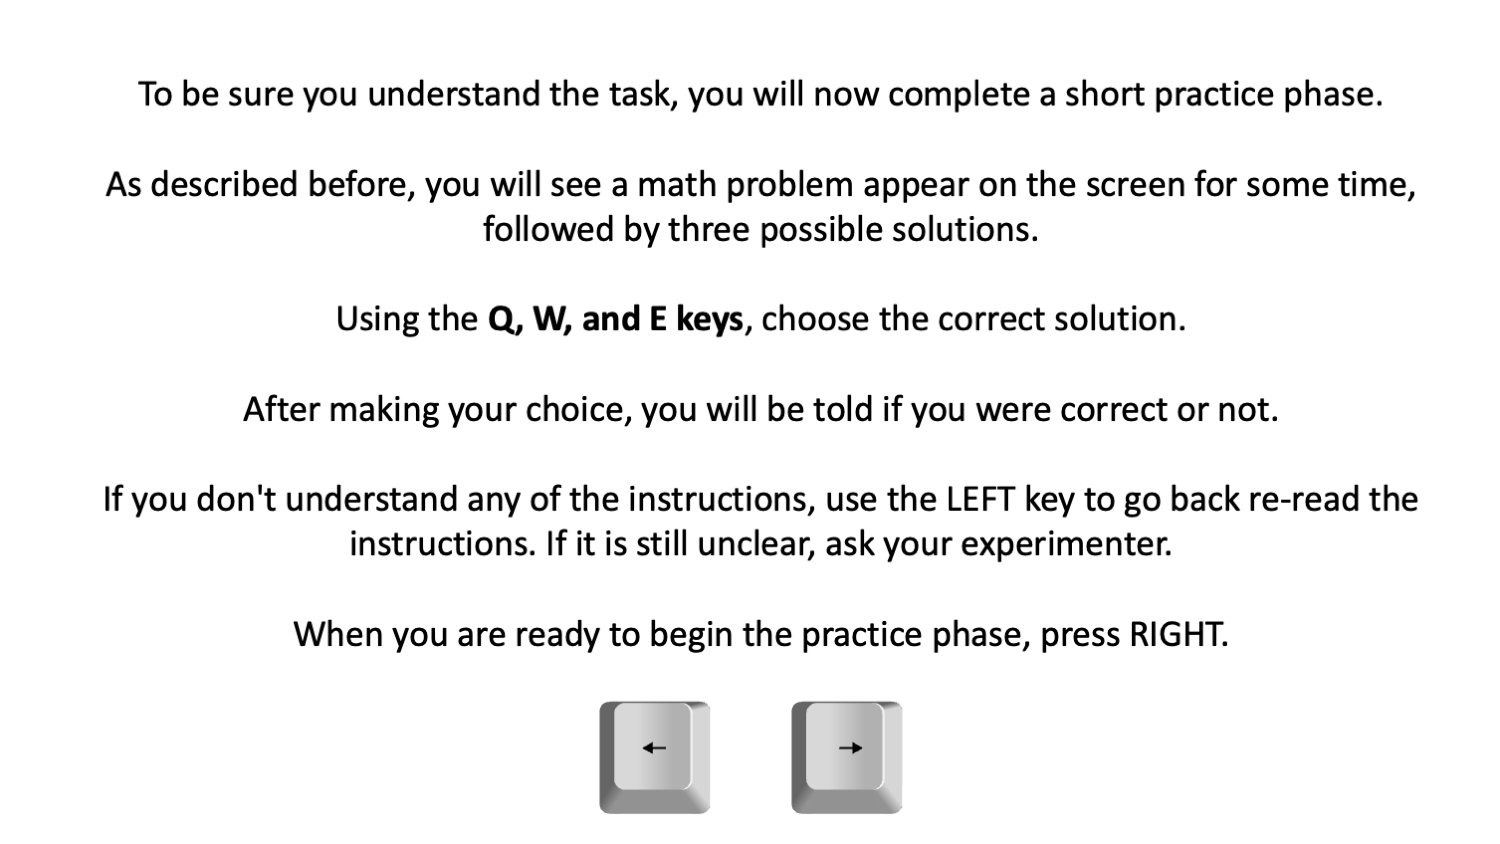 To be sure you understand the task, you will now complete a short practice phase.
As described before, you will see a math problem appear on the screen for some time,
followed by three possible solutions.
Using the Q, W, and E keys, choose the correct solution.
After making your choice, you will be told if you were correct or not.
If you don't understand any of the instructions, use the LEFT key to go back re-read the
instructions. If it is still unclear, ask your experimenter.
When you are ready to begin the practice phase, press RIGHT.
← →